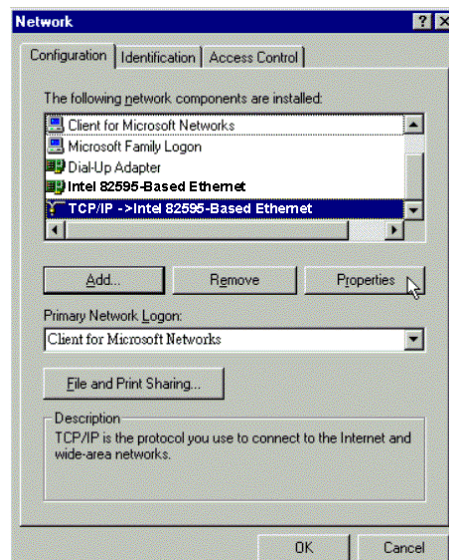 Network
Configuration Identification Access Control
The following network components are installed:
Client for Microsoft Networks
Microsoft Family Logon
Dial-Up Adapter
Intel 82595-Based Ethernet
TCP/IP ->Intel 82595-Based Ethernet
Add... Remove Properties
Primary Network Logon:
Client for Microsoft Networks
File and Print Sharing...
Description
TCP/IP is the protocol you use to connect to the Internet and
wide-area networks.
OK Cancel